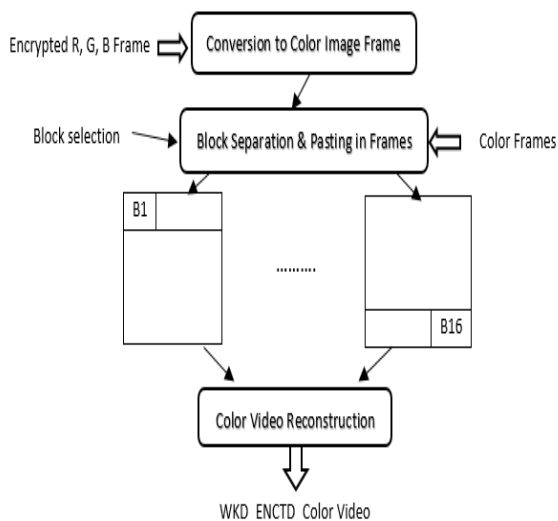 Encrypted R, G, B Frame
Conversion to Color Image Frame
Block selection
Block Separation & Pasting in Frames
Color Frames
B1
..........
B16
Color Video Reconstruction
WKD ENCTD Color Video